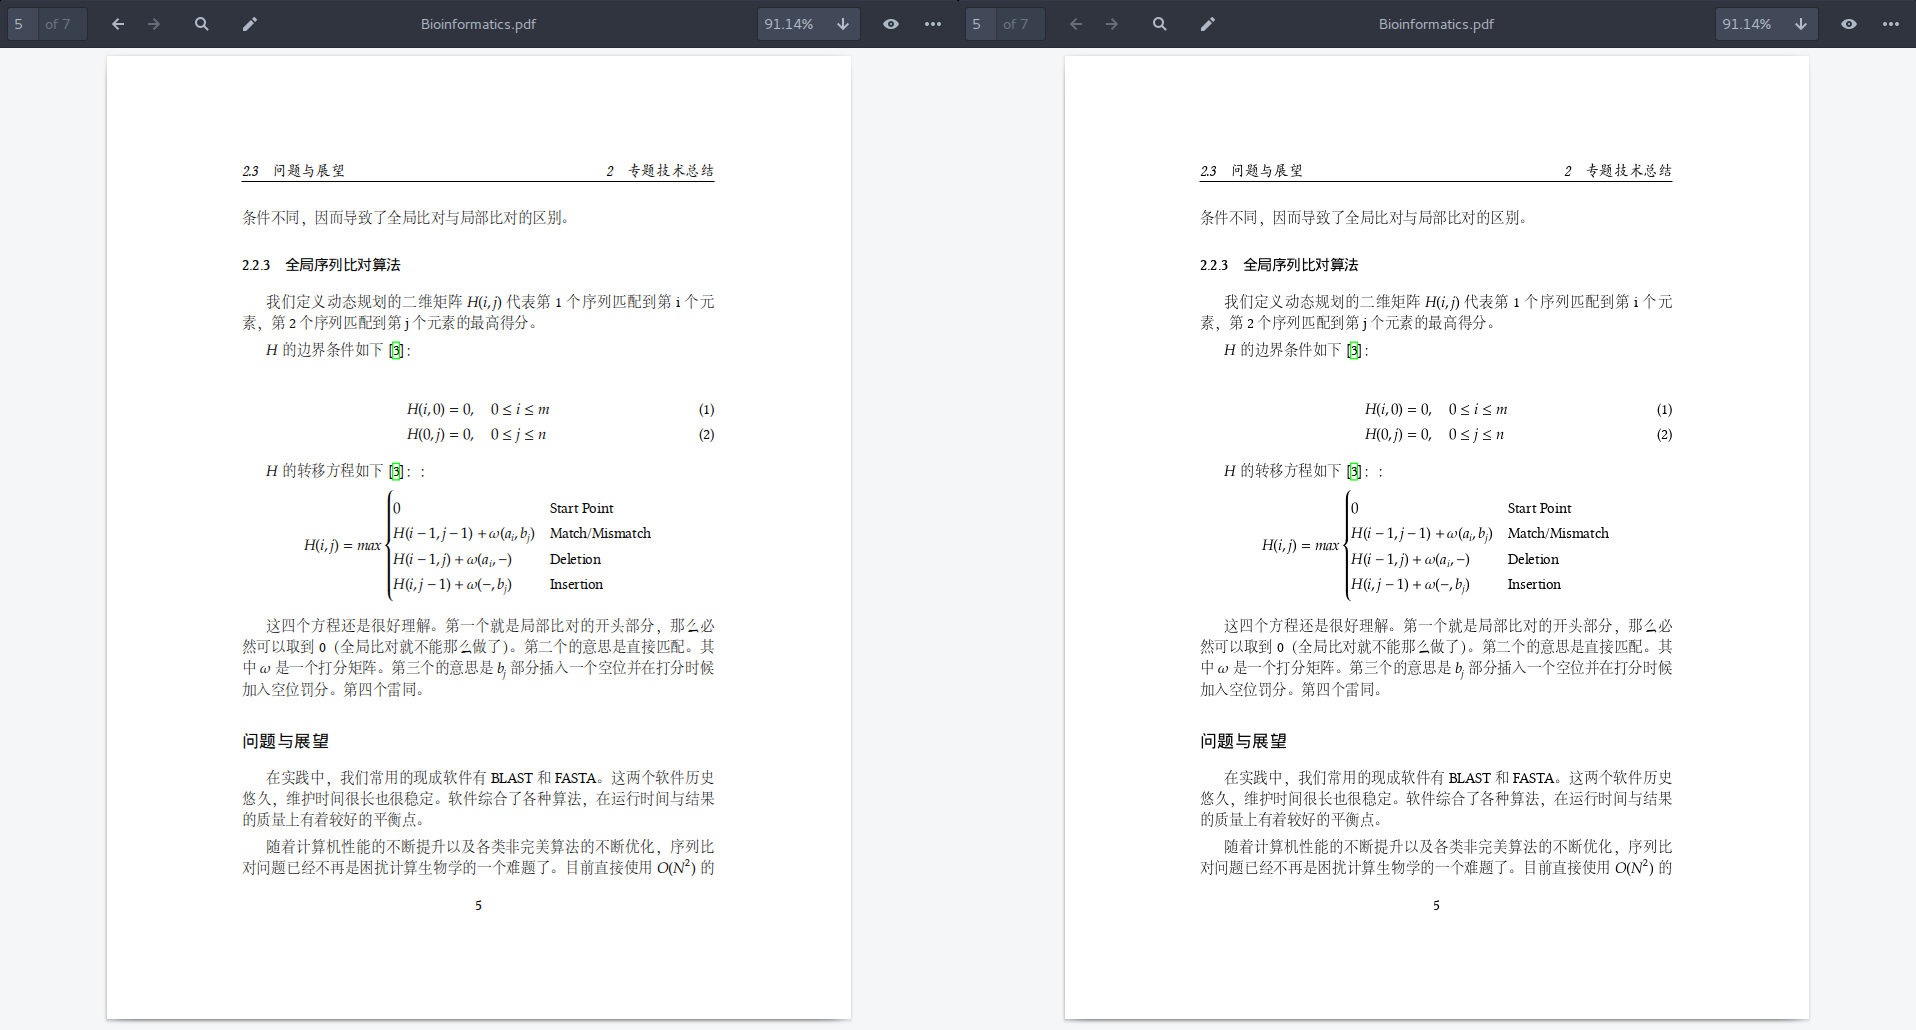 5 of 7 Bioinformatics.pdf 91.14%
2.3 问题与展望 2 专题技术总结
条件不同，因而导致了全局比对与局部比对的区别。
2.2.3 全局序列比对算法
我们定义动态规划的二维矩阵 H(i, j) 代表第 1 个序列匹配到第 i 个元
素，第 2 个序列匹配到第 j 个元素的最高得分。
H 的边界条件如下 [3]：
H(i, 0) = 0, 0 ≤ i ≤ m (1)
H(0, j) = 0, 0 ≤ j ≤ n (2)
H 的转移方程如下 [3]：：
H(i, j) = max
0 Start Point
H(i − 1, j − 1) + ω(a_i, b_j) Match/Mismatch
H(i − 1, j) + ω(a_i, −) Deletion
H(i, j − 1) + ω(−, b_j) Insertion
这四个方程还是很好理解。第一个就是局部比对的开头部分，那么必
然可以取到 0（全局比对就不能那么做了）。第二个的意思是直接匹配。其
中 ω 是一个打分矩阵。第三个的意思是 b_j 部分插入一个空位并在打分时候
加入空位罚分。第四个雷同。
问题与展望
在实践中，我们常用的现成软件有 BLAST 和 FASTA。这两个软件历史
悠久，维护时间很长也很稳定。软件综合了各种算法，在运行时间与结果
的质量上有着较好的平衡点。
随着计算机性能的不断提升以及各类非完美算法的不断优化，序列比
对问题已经不再是困扰计算生物学的一个难题了。目前直接使用 O(N²) 的
5
5 of 7 Bioinformatics.pdf 91.14%
2.3 问题与展望 2 专题技术总结
条件不同，因而导致了全局比对与局部比对的区别。
2.2.3 全局序列比对算法
我们定义动态规划的二维矩阵 H(i, j) 代表第 1 个序列匹配到第 i 个元
素，第 2 个序列匹配到第 j 个元素的最高得分。
H 的边界条件如下 [3]：
H(i, 0) = 0, 0 ≤ i ≤ m (1)
H(0, j) = 0, 0 ≤ j ≤ n (2)
H 的转移方程如下 [3]：：
H(i, j) = max
0 Start Point
H(i − 1, j − 1) + ω(a_i, b_j) Match/Mismatch
H(i − 1, j) + ω(a_i, −) Deletion
H(i, j − 1) + ω(−, b_j) Insertion
这四个方程还是很好理解。第一个就是局部比对的开头部分，那么必
然可以取到 0（全局比对就不能那么做了）。第二个的意思是直接匹配。其
中 ω 是一个打分矩阵。第三个的意思是 b_j 部分插入一个空位并在打分时候
加入空位罚分。第四个雷同。
问题与展望
在实践中，我们常用的现成软件有 BLAST 和 FASTA。这两个软件历史
悠久，维护时间很长也很稳定。软件综合了各种算法，在运行时间与结果
的质量上有着较好的平衡点。
随着计算机性能的不断提升以及各类非完美算法的不断优化，序列比
对问题已经不再是困扰计算生物学的一个难题了。目前直接使用 O(N²) 的
5